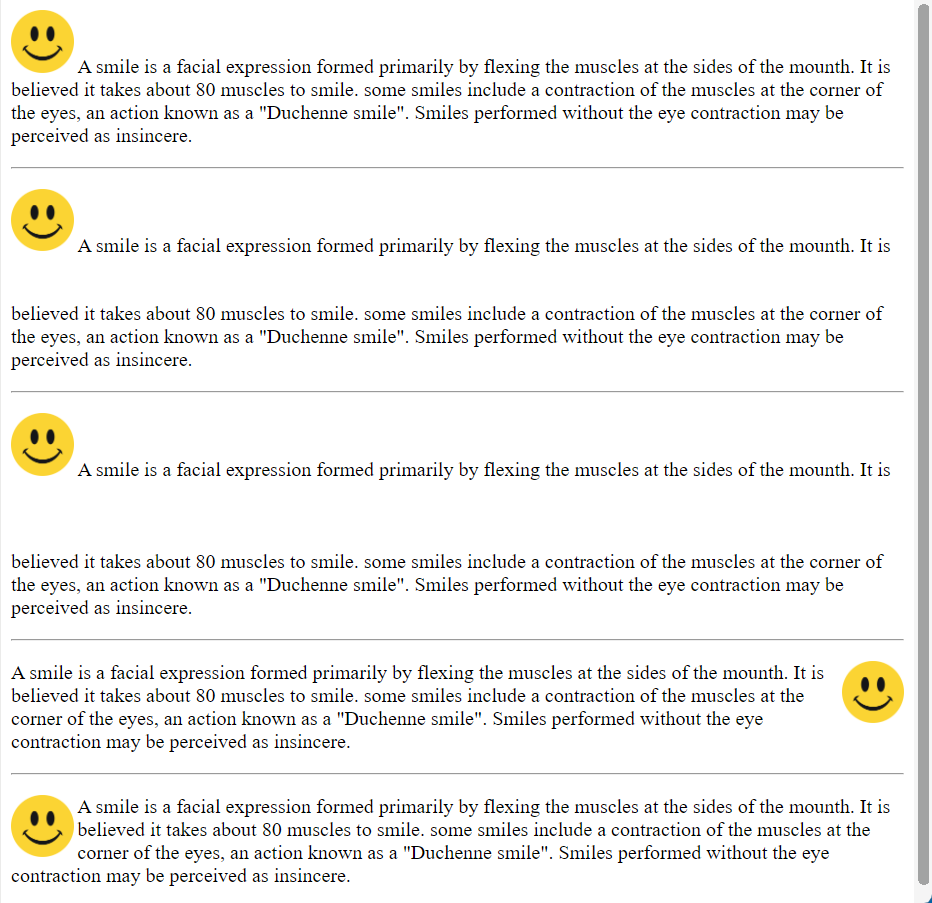 A smile is a facial expression formed primarily by flexing the muscles at the sides of the mounth. It is
believed it takes about 80 muscles to smile. some smiles include a contraction of the muscles at the corner of
the eyes, an action known as a "Duchenne smile". Smiles performed without the eye contraction may be
perceived as insincere.
A smile is a facial expression formed primarily by flexing the muscles at the sides of the mounth. It is
believed it takes about 80 muscles to smile. some smiles include a contraction of the muscles at the corner of
the eyes, an action known as a "Duchenne smile". Smiles performed without the eye contraction may be
perceived as insincere.
A smile is a facial expression formed primarily by flexing the muscles at the sides of the mounth. It is
believed it takes about 80 muscles to smile. some smiles include a contraction of the muscles at the corner of
the eyes, an action known as a "Duchenne smile". Smiles performed without the eye contraction may be
perceived as insincere.
A smile is a facial expression formed primarily by flexing the muscles at the sides of the mounth. It is
believed it takes about 80 muscles to smile. some smiles include a contraction of the muscles at the
corner of the eyes, an action known as a "Duchenne smile". Smiles performed without the eye
contraction may be perceived as insincere.
A smile is a facial expression formed primarily by flexing the muscles at the sides of the mounth. It is
believed it takes about 80 muscles to smile. some smiles include a contraction of the muscles at the
corner of the eyes, an action known as a "Duchenne smile". Smiles performed without the eye
contraction may be perceived as insincere.